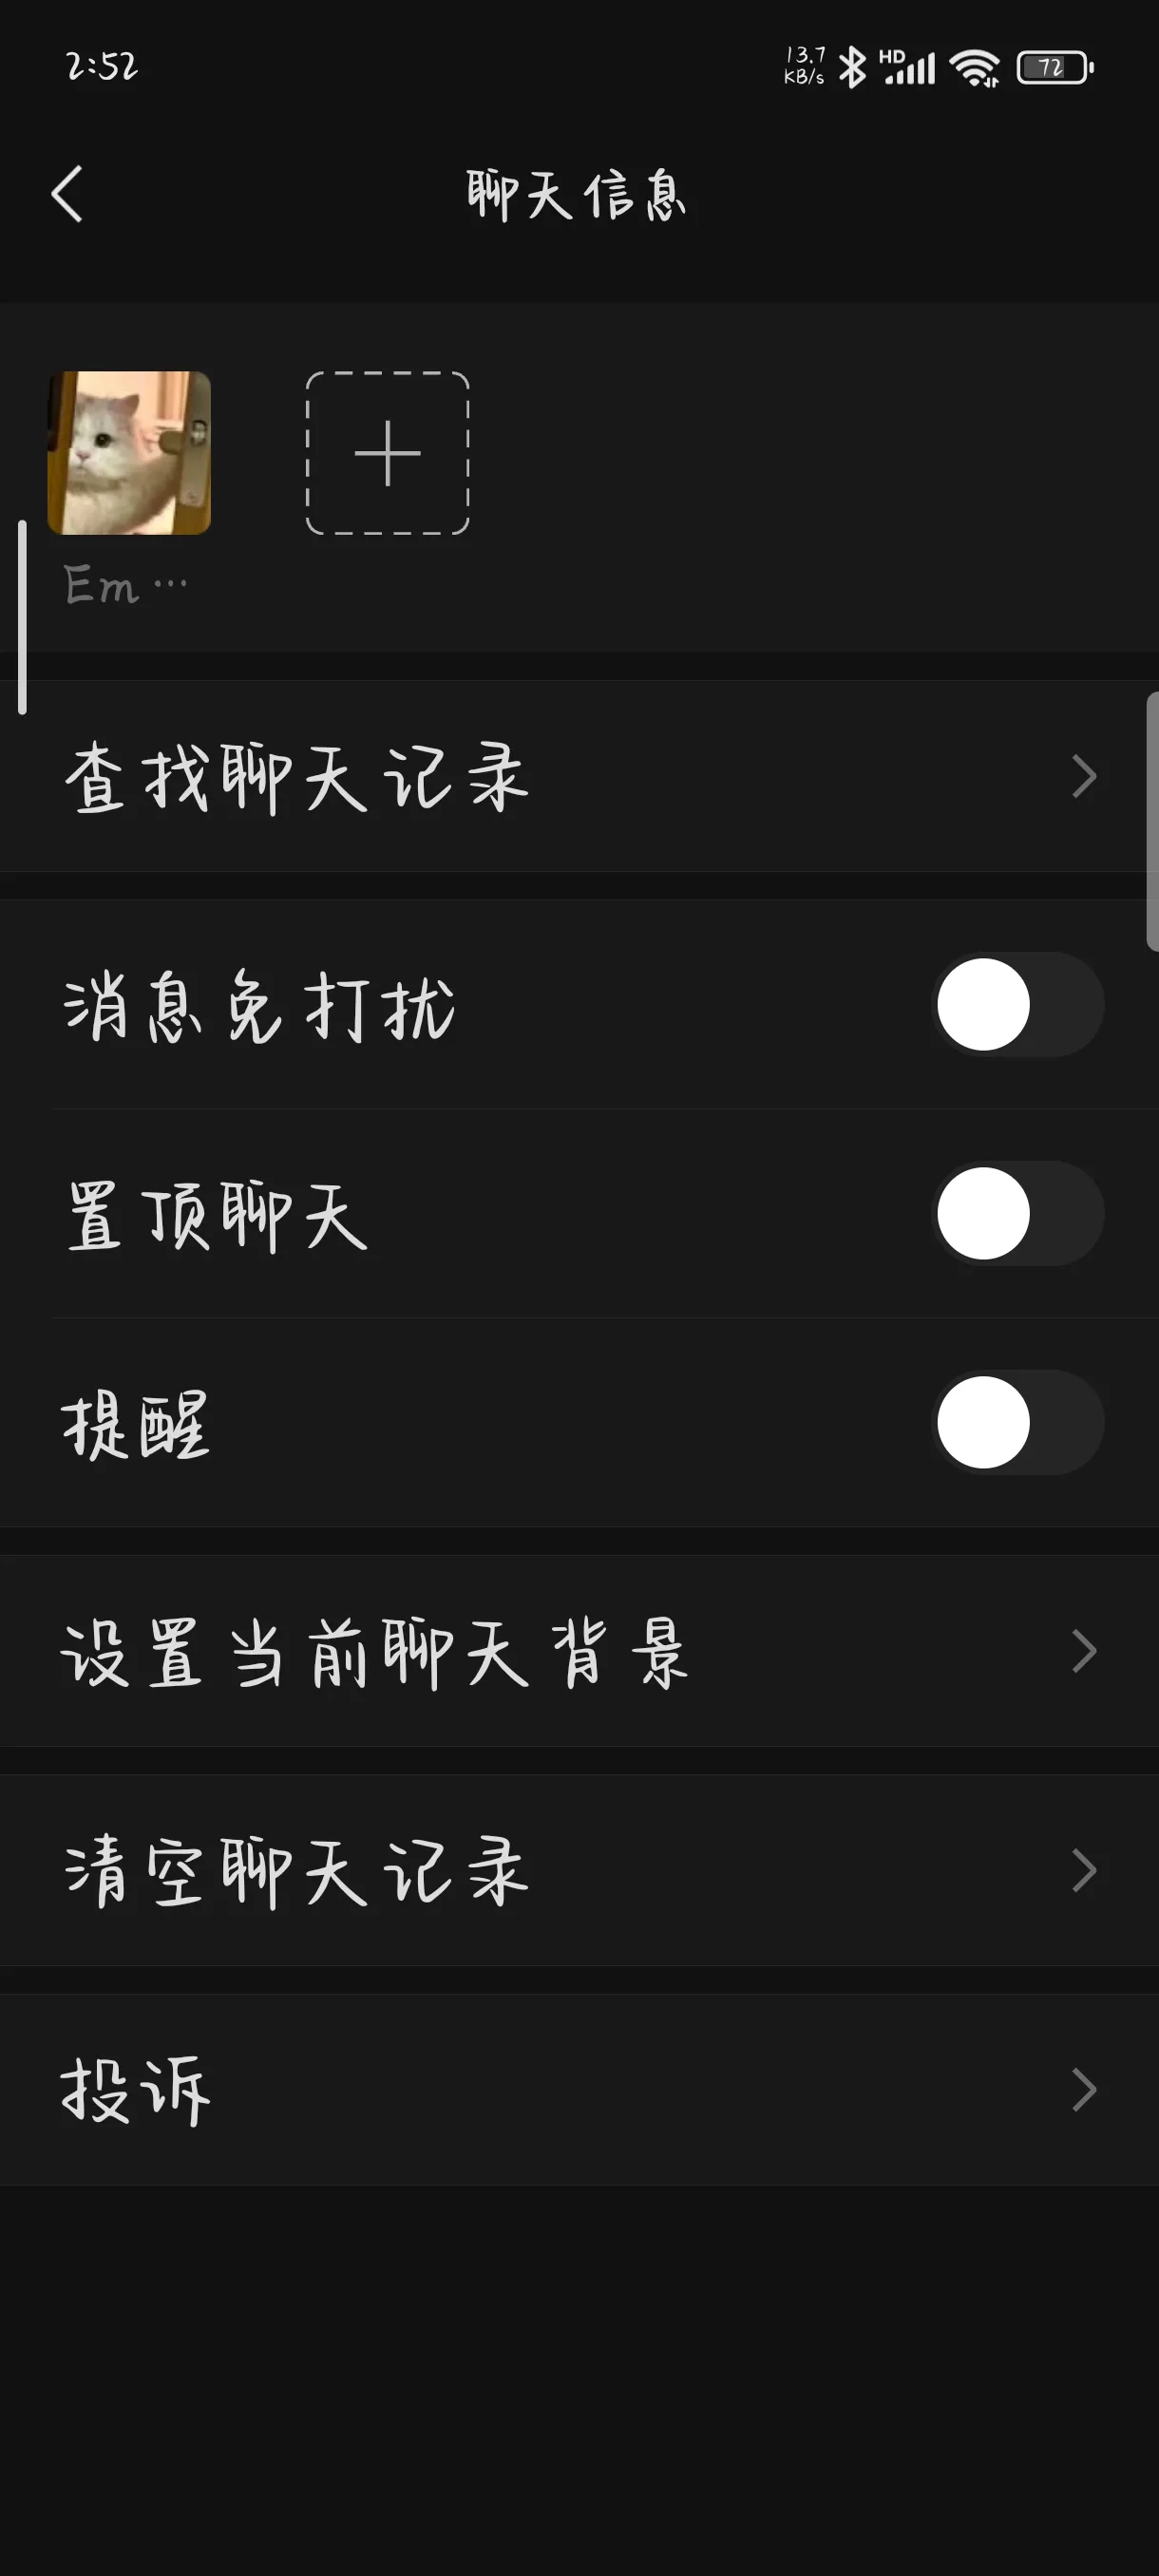 2:52
13.7
KB/s
HD
72
聊天信息
Em…
查找聊天记录
消息免打扰
置顶聊天
提醒
设置当前聊天背景
清空聊天记录
投诉